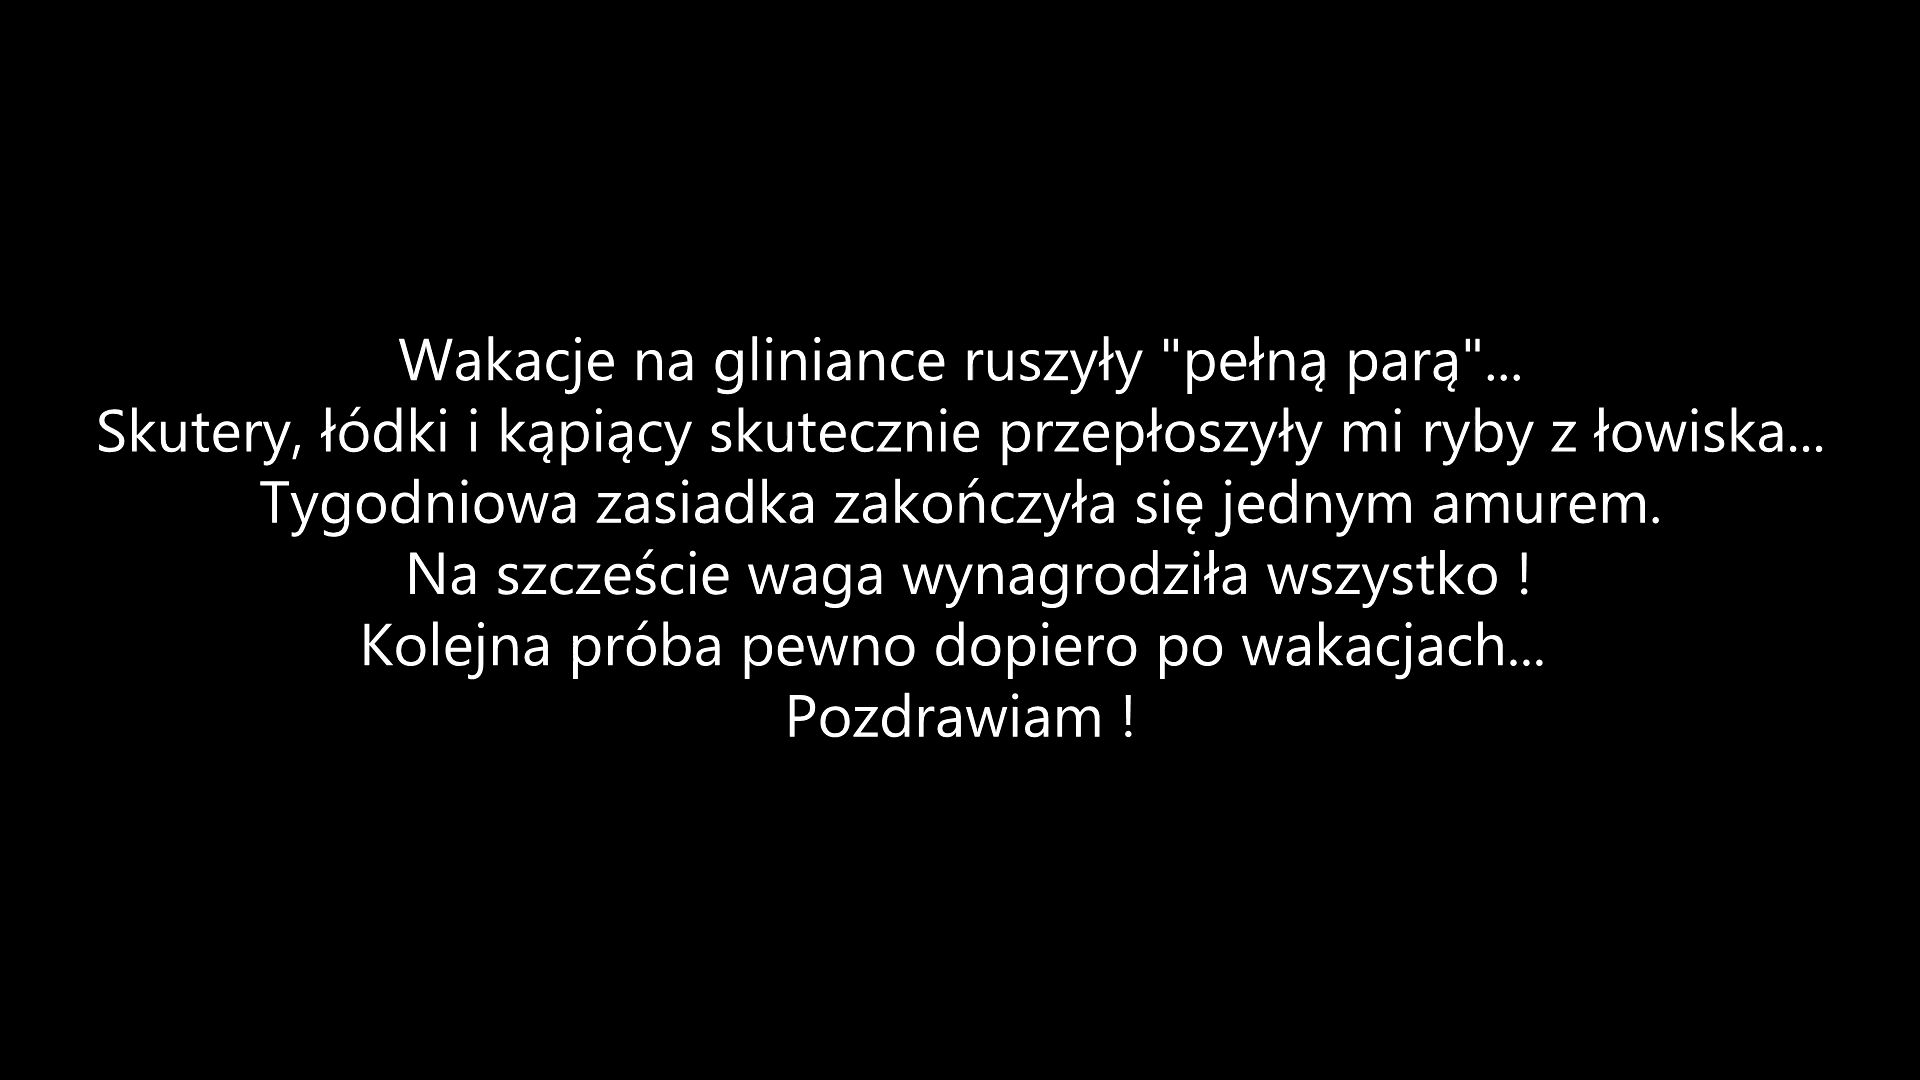 Wakacje na gliniance ruszyły "pełną parą"...
Skutery, łódki i kąpiący skutecznie przepłoszyły mi ryby z łowiska...
Tygodniowa zasiadka zakończyła się jednym amurem.
Na szczeście waga wynagrodziła wszystko !
Kolejna próba pewno dopiero po wakacjach...
Pozdrawiam !